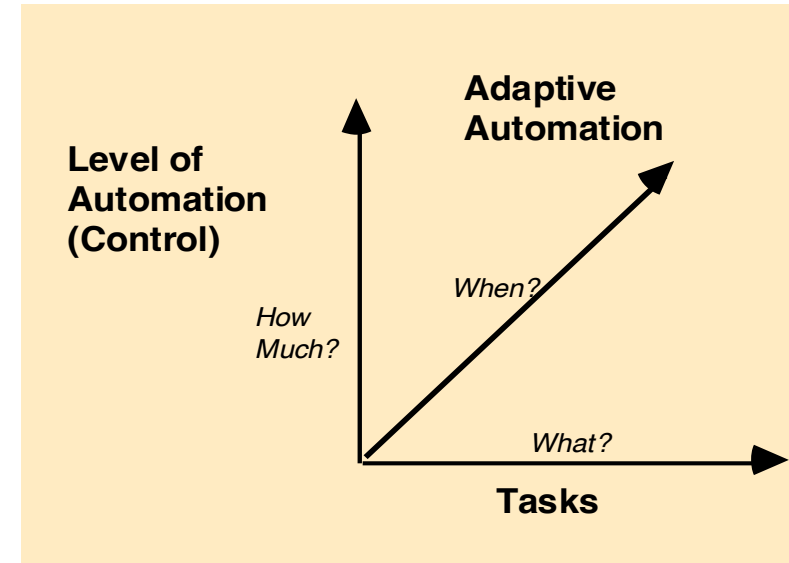 Adaptive
Automation
Level of
Automation
(Control)
When?
How
Much?
What?
Tasks